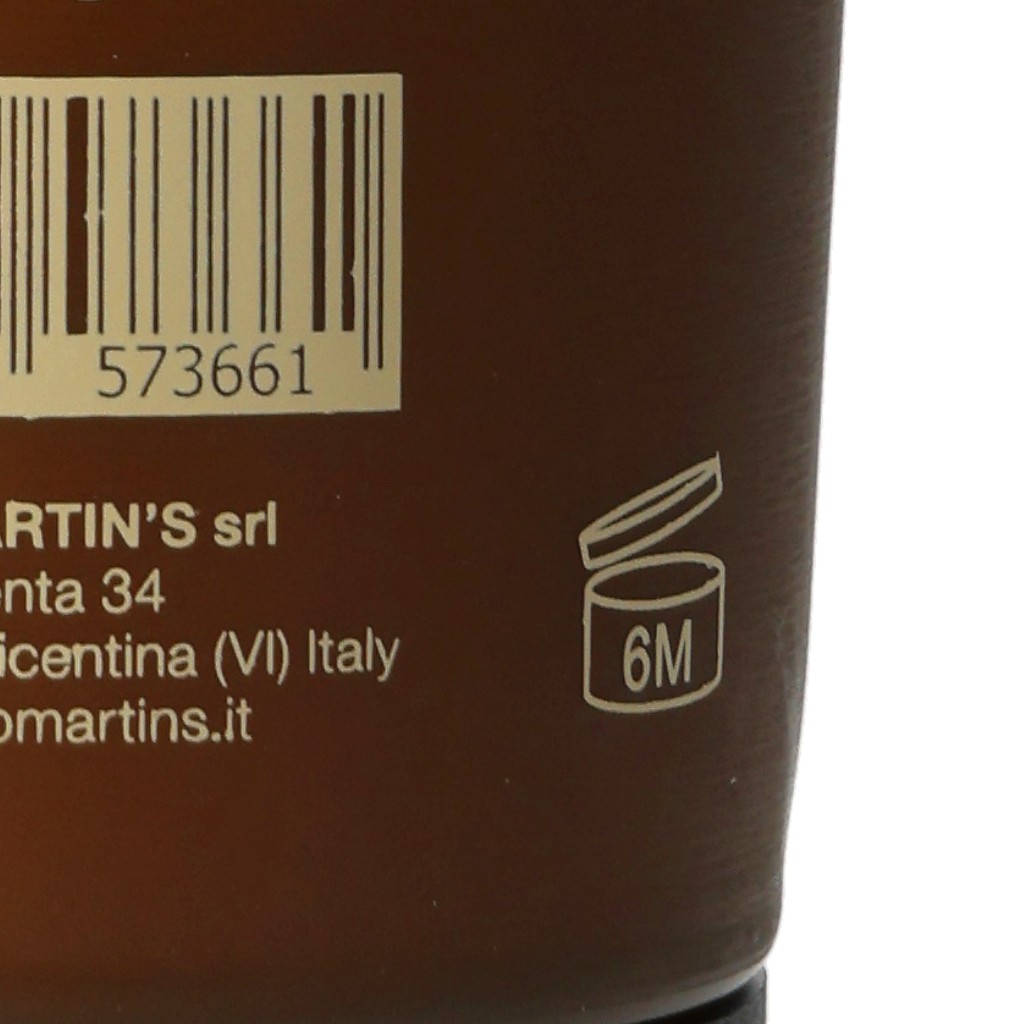 573661
ARTIN'S srl
enta 34
icentina (VI) Italy
omartins.it
6M